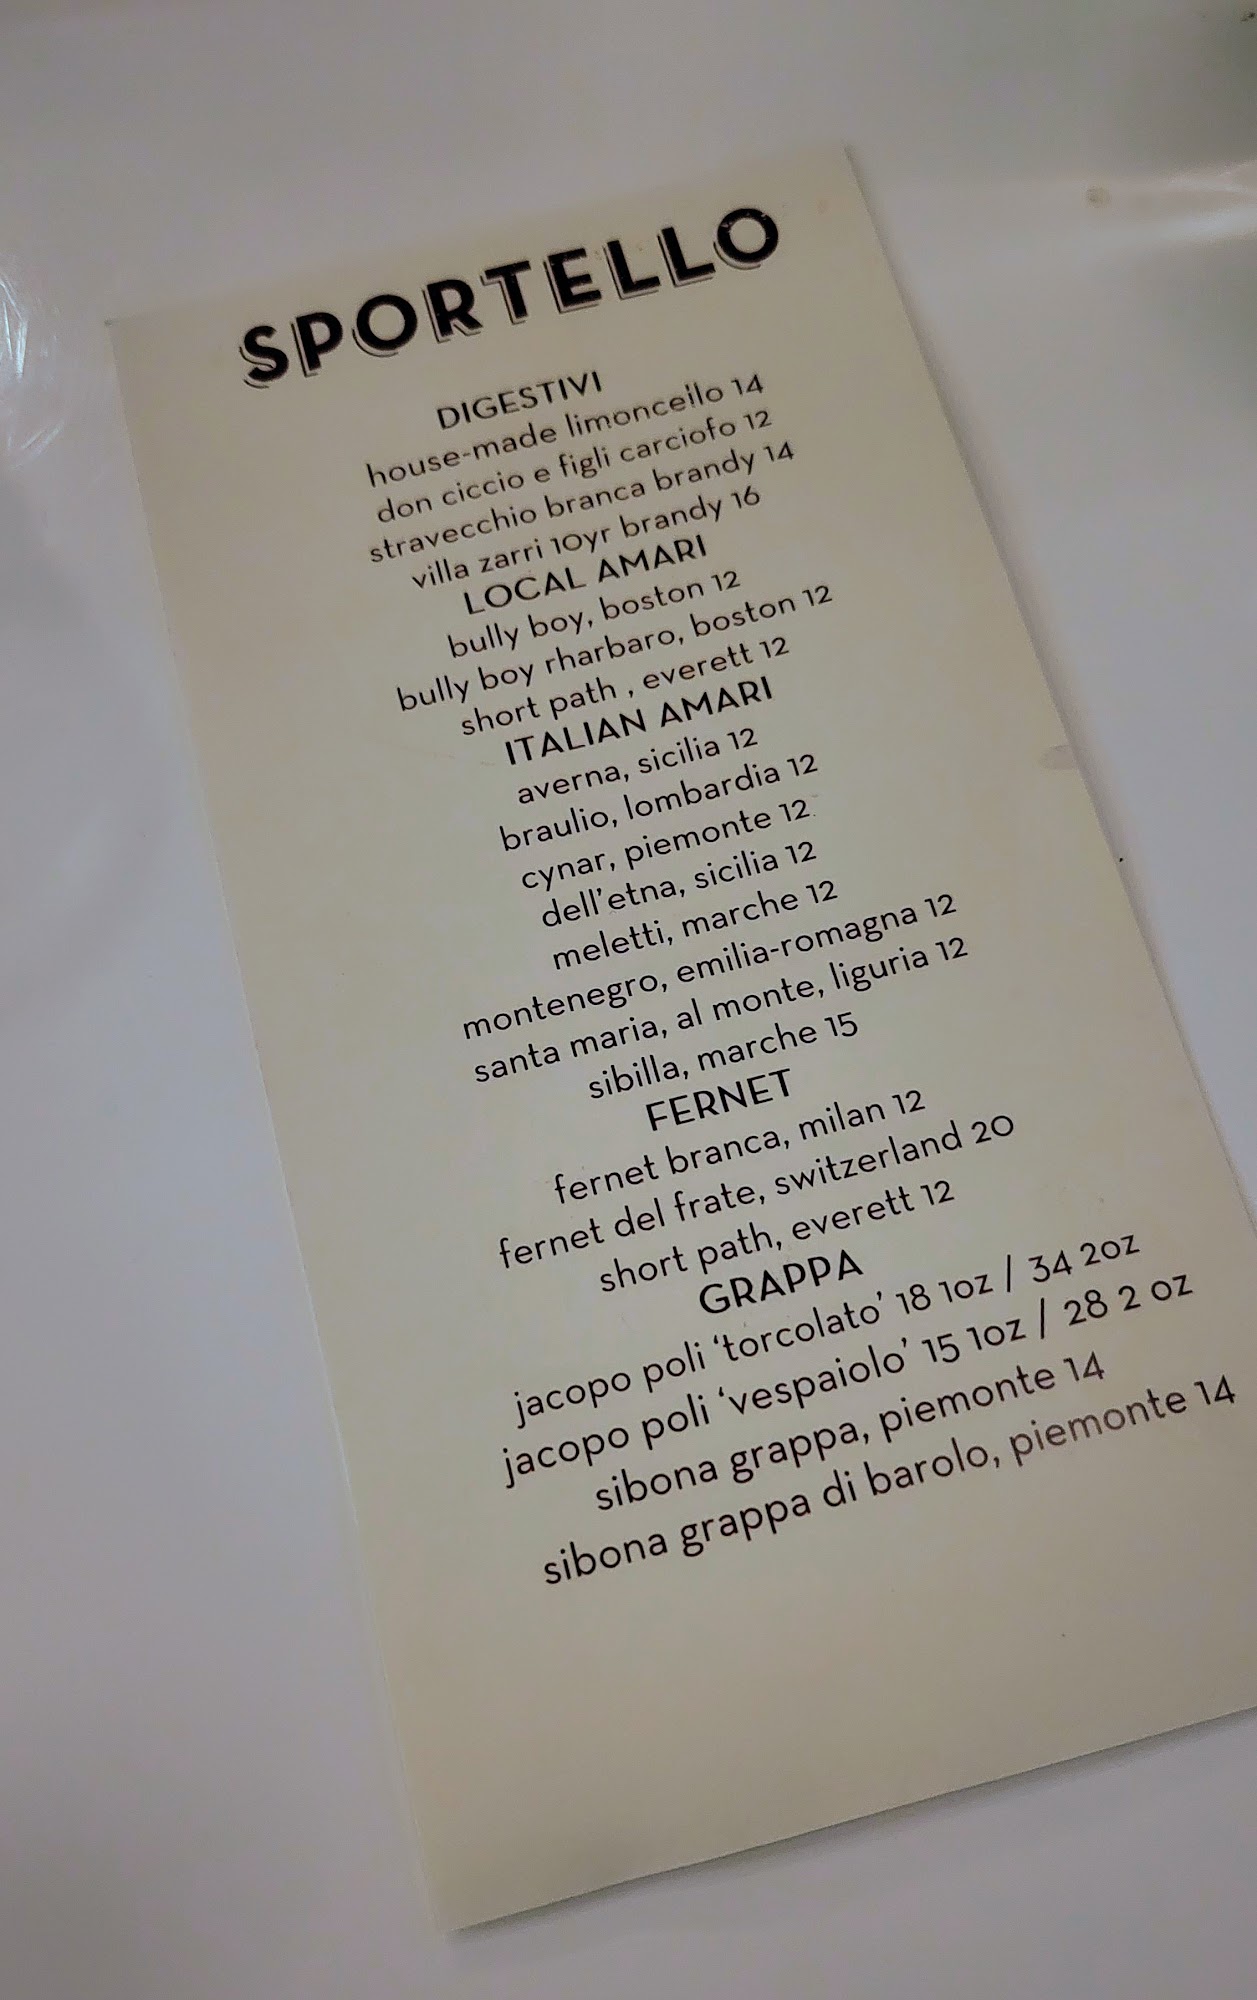 SPORTELLO
DIGESTIVI
house-made limoncello 14
don ciccio e figli carciofo 12
stravecchio branca brandy 14
villa zarri 10yr brandy 16
LOCAL AMARI
bully boy, boston 12
bully boy rharbaro, boston 12
short path , everett 12
ITALIAN AMARI
averna, sicilia 12
braulio, lombardia 12
cynar, piemonte 12
dell'etna, sicilia 12
meletti, marche 12
montenegro, emilia-romagna 12
santa maria, al monte, liguria 12
sibilla, marche 15
FERNET
fernet branca, milan 12
fernet del frate, switzerland 20
short path, everett 12
GRAPPA
jacopo poli ‘torcolato’ 18 1oz / 34 2oz
jacopo poli ‘vespaiolo’ 15 1oz / 28 2 oz
sibona grappa, piemonte 14
sibona grappa di barolo, piemonte 14